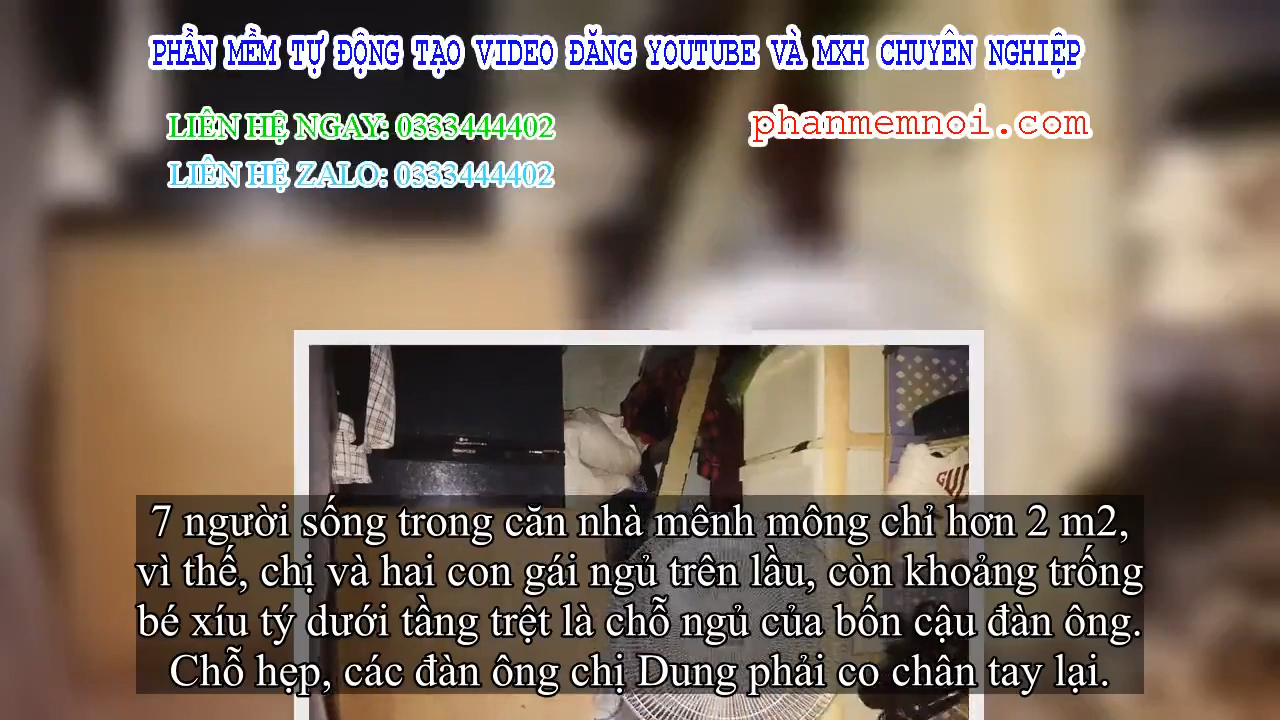 PHẦN MỀM TỰ ĐỘNG TẠO VIDEO ĐĂNG YOUTUBE VÀ MXH CHUYÊN NGHIỆP
LIÊN HỆ NGAY: 0333444402
phanmemnoi.com
LIÊN HỆ ZALO: 0333444402
7 người sống trong căn nhà mênh mông chỉ hơn 2 m2,
vì thế, chị và hai con gái ngủ trên lầu, còn khoảng trống
bé xíu tý dưới tầng trệt là chỗ ngủ của bốn cậu đàn ông.
Chỗ hẹp, các đàn ông chị Dung phải co chân tay lại.